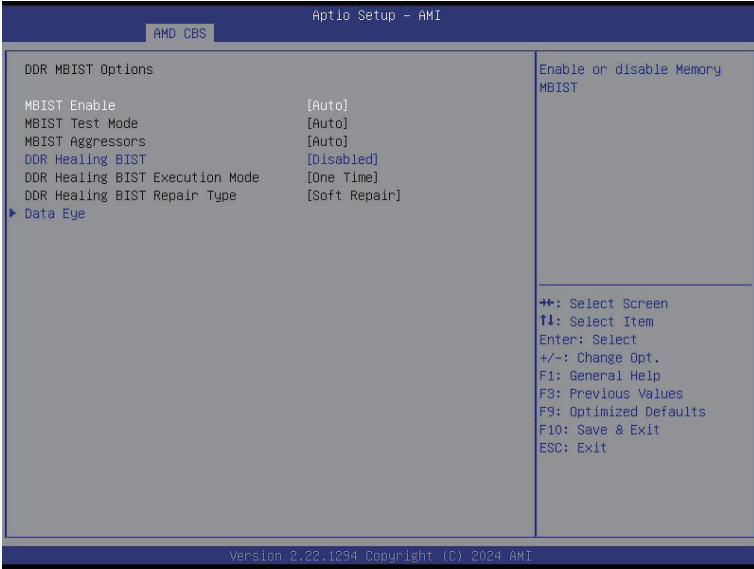 Aptio Setup - AMI
AMD CBS
DDR MBIST Options
Enable or disable Memory
MBIST
MBIST Enable [Auto]
MBIST Test Mode [Auto]
MBIST Aggressors [Auto]
DDR Healing BIST [Disabled]
DDR Healing BIST Execution Mode [One Time]
DDR Healing BIST Repair Type [Soft Repair]
Data Eye
→←: Select Screen
↑↓: Select Item
Enter: Select
+/-: Change Opt.
F1: General Help
F3: Previous Values
F9: Optimized Defaults
F10: Save & Exit
ESC: Exit
Version 2.22.1294 Copyright (C) 2024 AMI